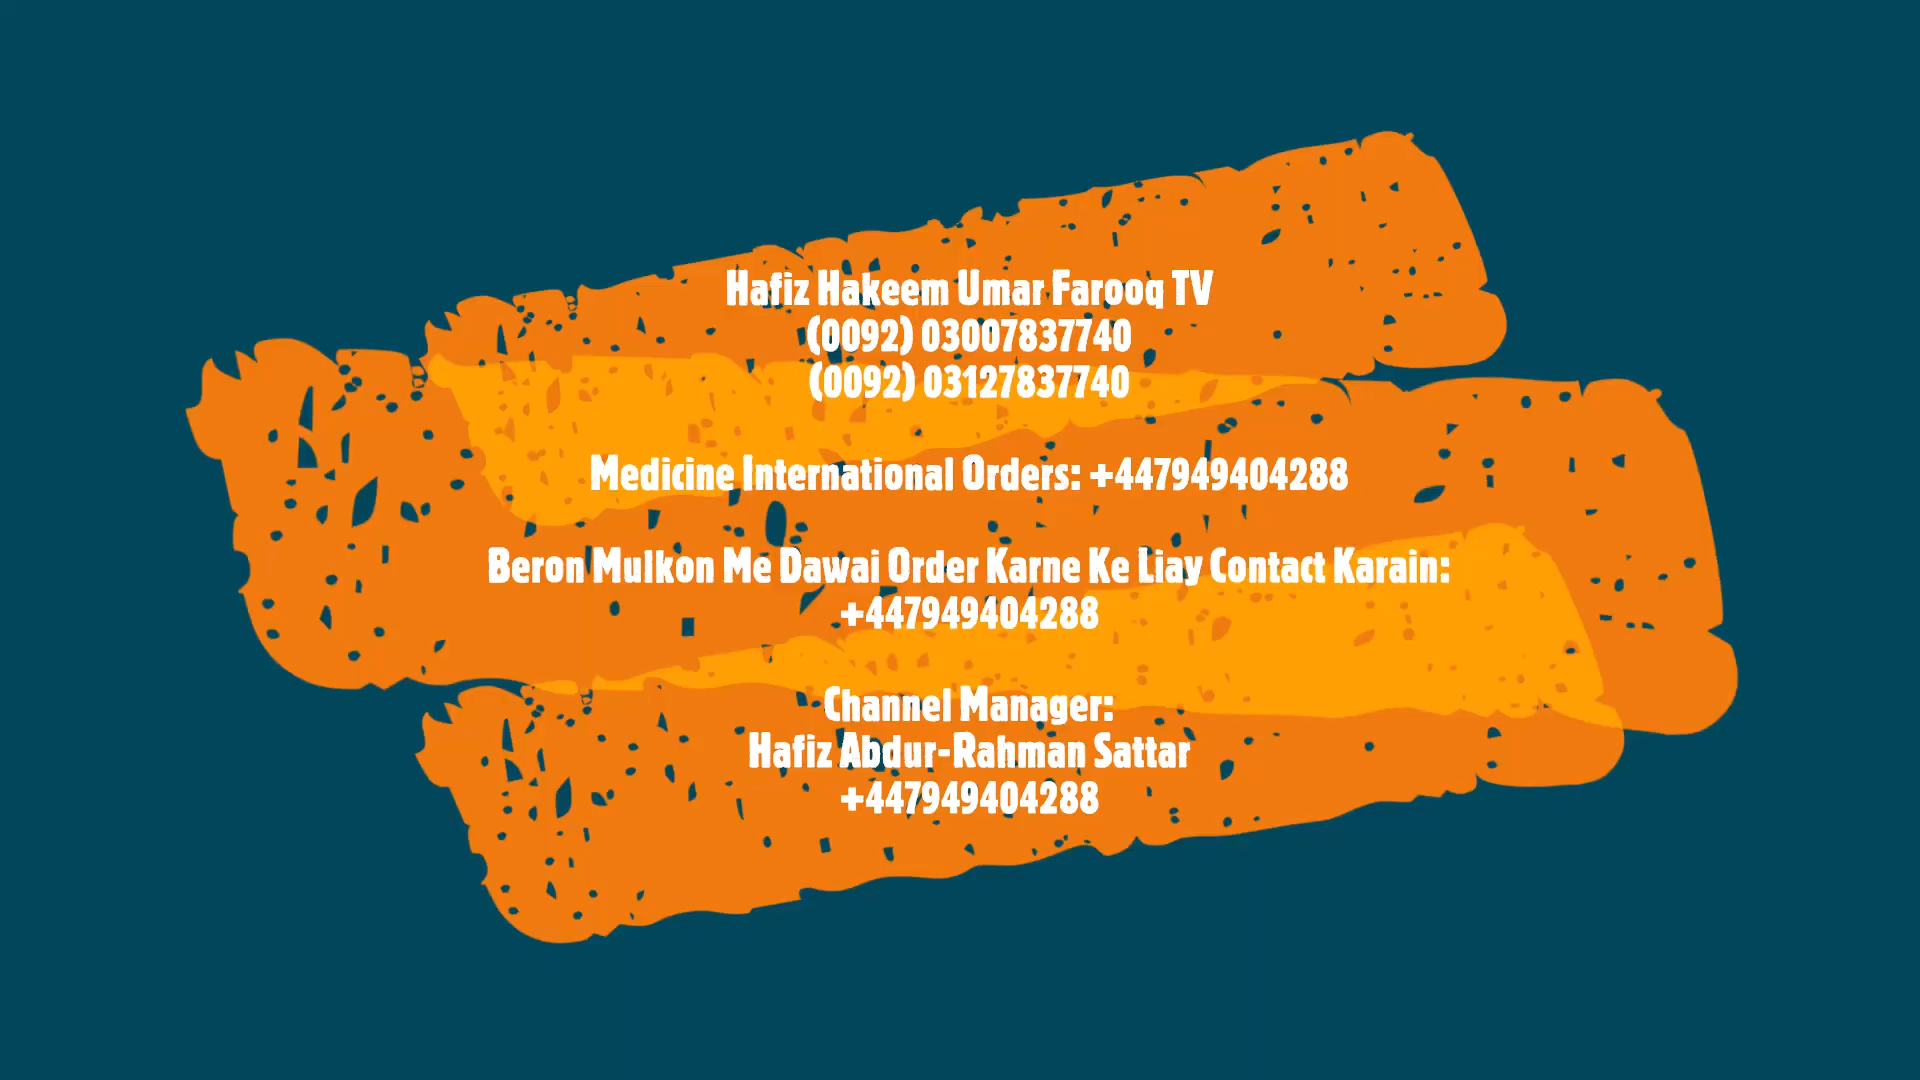 Hafiz Hakeem Umar Farooq TV
(0092) 03007837740
(0092) 03127837740
Medicine International Orders: +447949404288
Beron Mulkon Me Dawai Order Karne Ke Liay Contact Karain:
+447949404288
Channel Manager:
Hafiz Abdur-Rahman Sattar
+447949404288